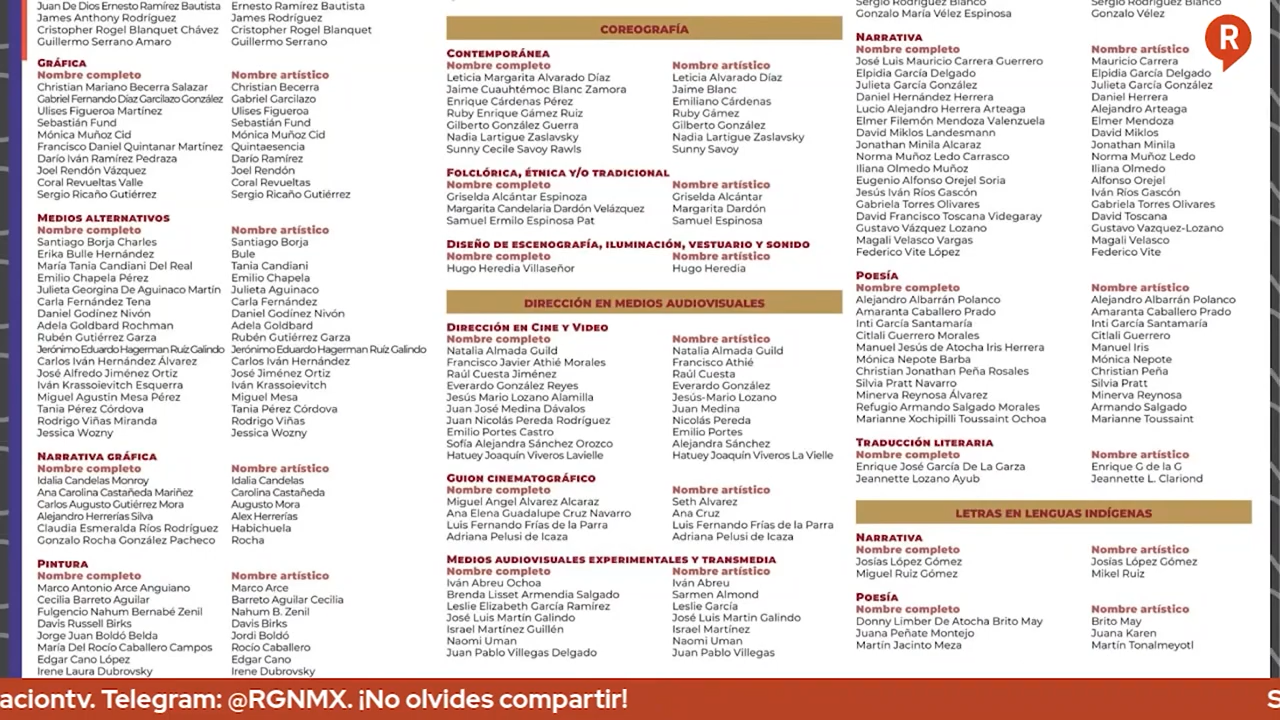 Juan De Dios Ernesto Ramírez Bautista Ernesto Ramírez Bautista
James Anthony Rodríguez James Rodríguez
Cristopher Rogel Blanquet Chávez Cristopher Rogel Blanquet
Guillermo Serrano Amaro Guillermo Serrano
GRÁFICA
Nombre completo Nombre artístico
Christian Mariano Becerra Salazar Christian Becerra
Gabriel Fernando Díaz Garcilazo González Gabriel Garcilazo
Ulises Figueroa Martínez Ulises Figueroa
Sebastián Fund Sebastián Fund
Mónica Muñoz Cid Mónica Muñoz Cid
Francisco Daniel Quintanar Martínez Quintaesencia
Darío Iván Ramírez Pedraza Darío Ramírez
Joel Rendón Vázquez Joel Rendón
Coral Revueltas Valle Coral Revueltas
Sergio Ricaño Gutiérrez Sergio Ricaño Gutiérrez
MEDIOS ALTERNATIVOS
Nombre completo Nombre artístico
Santiago Borja Charles Santiago Borja
Erika Bulle Hernández Bule
María Tania Candiani Del Real Tania Candiani
Emilio Chapela Pérez Emilio Chapela
Julieta Georgina De Aguinaco Martín Julieta Aguinaco
Carla Fernández Tena Carla Fernández
Daniel Godínez Nivón Daniel Godínez Nivón
Adela Goldbard Rochman Adela Goldbard
Rubén Gutiérrez Garza Rubén Gutiérrez Garza
Jerónimo Eduardo Hagerman Ruíz Galindo Jerónimo Eduardo Hagerman Ruíz Galindo
Carlos Iván Hernández Álvarez Carlos Iván Hernández
José Alfredo Jiménez Ortiz José Jiménez Ortiz
Iván Krassoievitch Esquerra Iván Krassoievitch
Miguel Agustin Mesa Pérez Miguel Mesa
Tania Pérez Córdova Tania Pérez Córdova
Rodrigo Viñas Miranda Rodrigo Viñas
Jessica Wozny Jessica Wozny
NARRATIVA GRÁFICA
Nombre completo Nombre artístico
Idalia Candelas Monroy Idalia Candelas
Ana Carolina Castañeda Mariñez Carolina Castañeda
Carlos Augusto Gutiérrez Mora Augusto Mora
Alejandro Herrerías Silva Alex Herrerías
Claudia Esmeralda Ríos Rodríguez Habichuela
Gonzalo Rocha González Pacheco Rocha
PINTURA
Nombre completo Nombre artístico
Marco Antonio Arce Anguiano Marco Arce
Cecilia Barreto Aguilar Barreto Aguilar Cecilia
Fulgencio Nahum Bernabé Zenil Nahum B. Zenil
Davis Russell Birks Davis Birks
Jorge Juan Boldó Belda Jordi Boldó
María Del Rocío Caballero Campos Rocío Caballero
Edgar Cano López Edgar Cano
Irene Laura Dubrovsky Irene Dubrovsky
COREOGRAFÍA
CONTEMPORÁNEA
Nombre completo Nombre artístico
Leticia Margarita Alvarado Díaz Leticia Alvarado Díaz
Jaime Cuauhtémoc Blanc Zamora Jaime Blanc
Enrique Cárdenas Pérez Emiliano Cárdenas
Ruby Enrique Gámez Ruiz Ruby Gámez
Gilberto González Guerra Gilberto González
Nadia Lartigue Zaslavsky Nadia Lartigue Zaslavsky
Sunny Cecile Savoy Rawls Sunny Savoy
FOLCLÓRICA, ÉTNICA Y/O TRADICIONAL
Nombre completo Nombre artístico
Griselda Alcántar Espinoza Griselda Alcántar
Margarita Candelaria Dardón Velázquez Margarita Dardón
Samuel Ermilo Espinosa Pat Samuel Espinosa
DISEÑO DE ESCENOGRAFÍA, ILUMINACIÓN, VESTUARIO Y SONIDO
Nombre completo Nombre artístico
Hugo Heredia Villaseñor Hugo Heredia
DIRECCIÓN EN MEDIOS AUDIOVISUALES
DIRECCIÓN EN CINE Y VIDEO
Nombre completo Nombre artístico
Natalia Almada Guild Natalia Almada Guild
Francisco Javier Athié Morales Francisco Athié
Raúl Cuesta Jiménez Raúl Cuesta
Everardo González Reyes Everardo González
Jesús Mario Lozano Alamilla Jesús-Mario Lozano
Juan José Medina Dávalos Juan Medina
Juan Nicolás Pereda Rodríguez Nicolás Pereda
Emilio Portes Castro Emilio Portes
Sofía Alejandra Sánchez Orozco Alejandra Sánchez
Hatuey Joaquín Viveros Lavielle Hatuey Joaquín Viveros La Vielle
GUION CINEMATOGRÁFICO
Nombre completo Nombre artístico
Miguel Angel Alvarez Alcaraz Seth Alvarez
Ana Elena Guadalupe Cruz Navarro Ana Cruz
Luis Fernando Frías de la Parra Luis Fernando Frías de la Parra
Adriana Pelusi de Icaza Adriana Pelusi de Icaza
MEDIOS AUDIOVISUALES EXPERIMENTALES Y TRANSMEDIA
Nombre completo Nombre artístico
Iván Abreu Ochoa Iván Abreu
Brenda Lisset Armendia Salgado Sarmen Almond
Leslie Elizabeth García Ramírez Leslie García
José Luis Martín Galindo José Luis Martín Galindo
Israel Martínez Guillén Israel Martínez
Naomi Uman Naomi Uman
Juan Pablo Villegas Delgado Juan Pablo Villegas
Sergio Rodríguez Blanco Sergio Rodríguez Blanco
Gonzalo María Vélez Espinosa Gonzalo Vélez
NARRATIVA
Nombre completo Nombre artístico
José Luis Mauricio Carrera Guerrero Mauricio Carrera
Elpidia García Delgado Elpidia García Delgado
Julieta García González Julieta García González
Daniel Hernández Herrera Daniel Herrera
Lucio Alejandro Herrera Arteaga Alejandro Arteaga
Elmer Filemón Mendoza Valenzuela Elmer Mendoza
David Miklos Landesmann David Miklos
Jonathan Minila Alcaraz Jonathan Minila
Norma Muñoz Ledo Carrasco Norma Muñoz Ledo
Iliana Olmedo Muñoz Iliana Olmedo
Eugenio Alfonso Orejel Soria Alfonso Orejel
Jesús Iván Ríos Gascón Iván Ríos Gascón
Gabriela Torres Olivares Gabriela Torres Olivares
David Francisco Toscana Videgaray David Toscana
Gustavo Vázquez Lozano Gustavo Vazquez-Lozano
Magali Velasco Vargas Magali Velasco
Federico Vite López Federico Vite
POESÍA
Nombre completo Nombre artístico
Alejandro Albarrán Polanco Alejandro Albarrán Polanco
Amaranta Caballero Prado Amaranta Caballero Prado
Inti García Santamaría Inti García Santamaría
Citlali Guerrero Morales Citlali Guerrero
Manuel Jesús de Atocha Iris Herrera Manuel Iris
Mónica Nepote Barba Mónica Nepote
Christian Jonathan Peña Rosales Christian Peña
Silvia Pratt Navarro Silvia Pratt
Minerva Reynosa Álvarez Minerva Reynosa
Refugio Armando Salgado Morales Armando Salgado
Marianne Xochipilli Toussaint Ochoa Marianne Toussaint
TRADUCCIÓN LITERARIA
Nombre completo Nombre artístico
Enrique José García De La Garza Enrique G de la G
Jeannette Lozano Ayub Jeannette L. Clariond
LETRAS EN LENGUAS INDÍGENAS
NARRATIVA
Nombre completo Nombre artístico
Josías López Gómez Josías López Gómez
Miguel Ruiz Gómez Mikel Ruiz
POESÍA
Nombre completo Nombre artístico
Donny Limber De Atocha Brito May Brito May
Juana Peñate Montejo Juana Karen
Martín Jacinto Meza Martín Tonalmeyotl
R
aciontv. Telegram: @RGNMX. ¡No olvides compartir! S